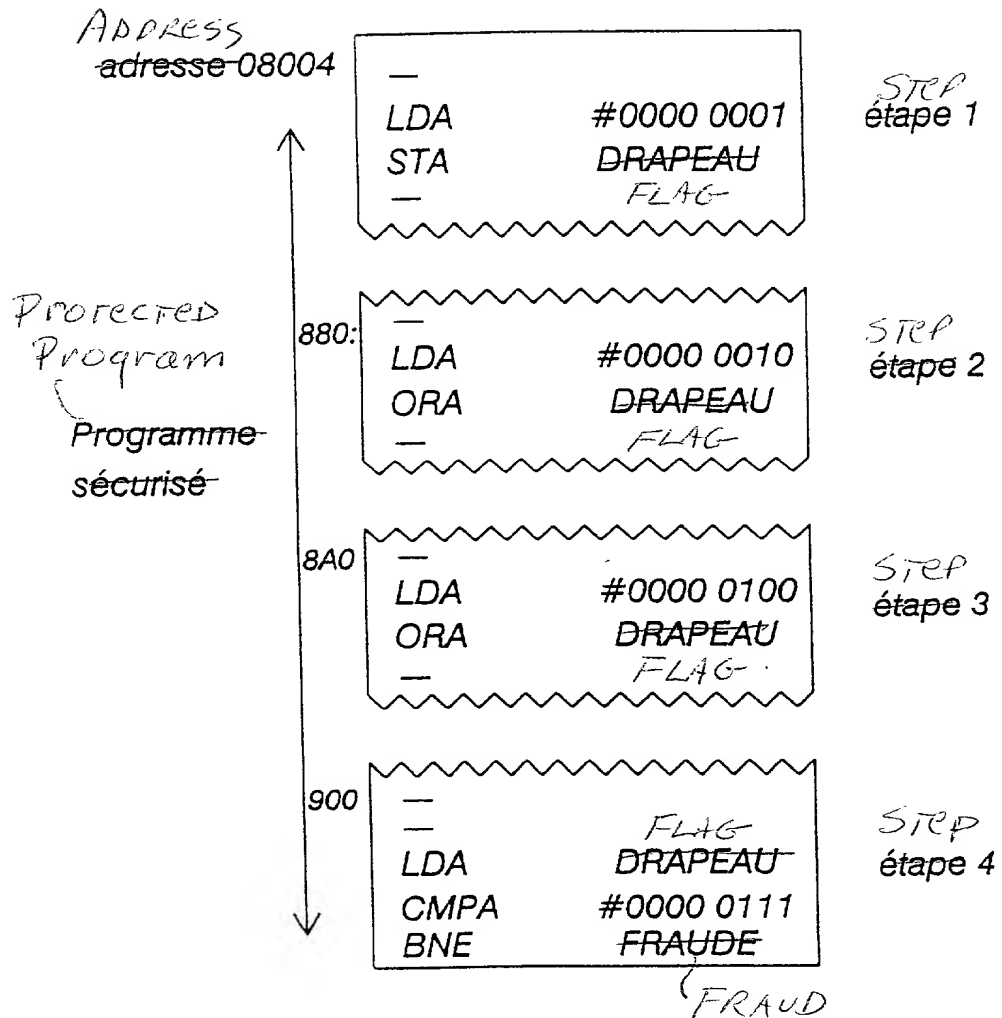 ADDRESS
adresse 08004
—
LDA #0000 0001
STA DRAPEAU
— FLAG
STEP
étape 1
Protected
Program
Programme
sécurisé
880:
—
LDA #0000 0010
ORA DRAPEAU
— FLAG
STEP
étape 2
8A0
—
LDA #0000 0100
ORA DRAPEAU
— FLAG
STEP
étape 3
900
—
— FLAG
LDA DRAPEAU
CMPA #0000 0111
BNE FRAUDE
STEP
étape 4
FRAUD